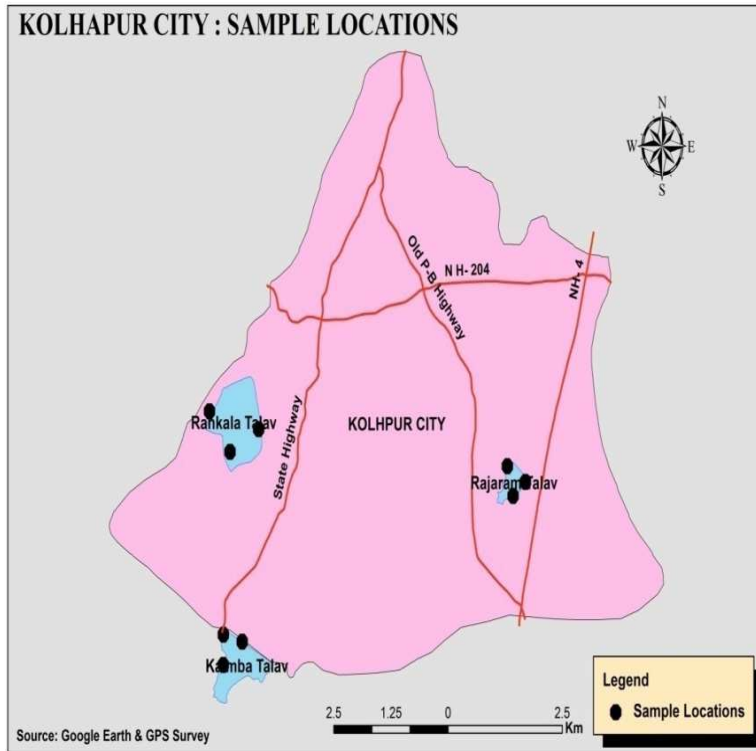 KOLHAPUR CITY : SAMPLE LOCATIONS
N
W E
S
Old P-B Highway
N H- 204
NH- 4
Rankala Talav
KOLHPUR CITY
State Highway
Rajaram Talav
Kalmba Talav
Legend
Sample Locations
2.5 1.25 0 2.5
Km
Source: Google Earth & GPS Survey